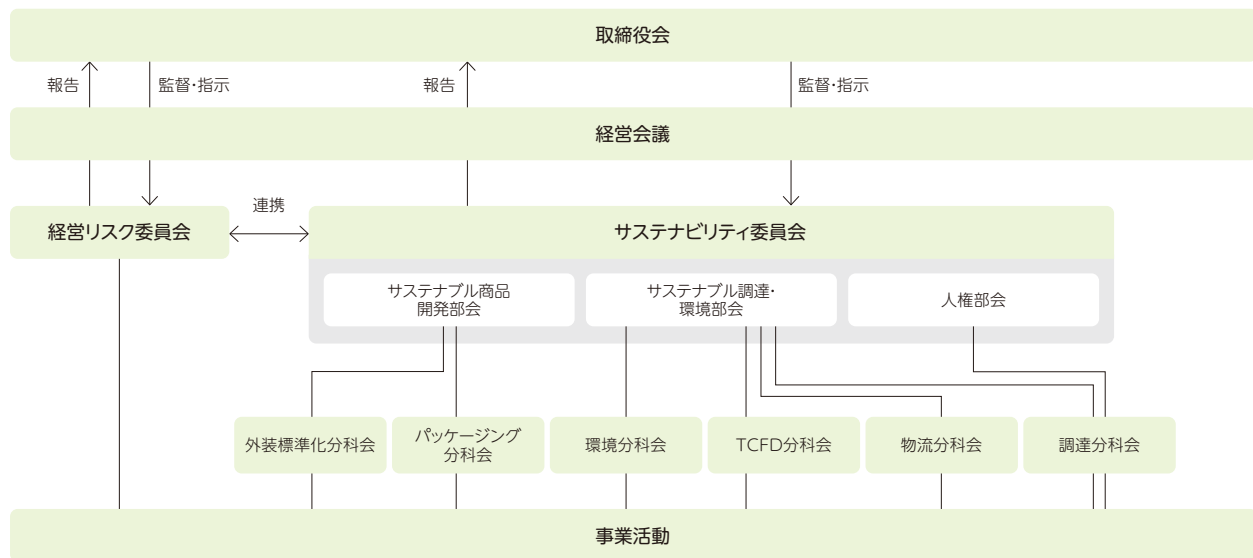 取締役会
報告
監督・指示
報告
監督・指示
経営会議
連携
経営リスク委員会
サステナビリティ委員会
サステナブル商品
開発部会
サステナブル調達・
環境部会
人権部会
外装標準化分科会
パッケージング
分科会
環境分科会
TCFD分科会
物流分科会
調達分科会
事業活動